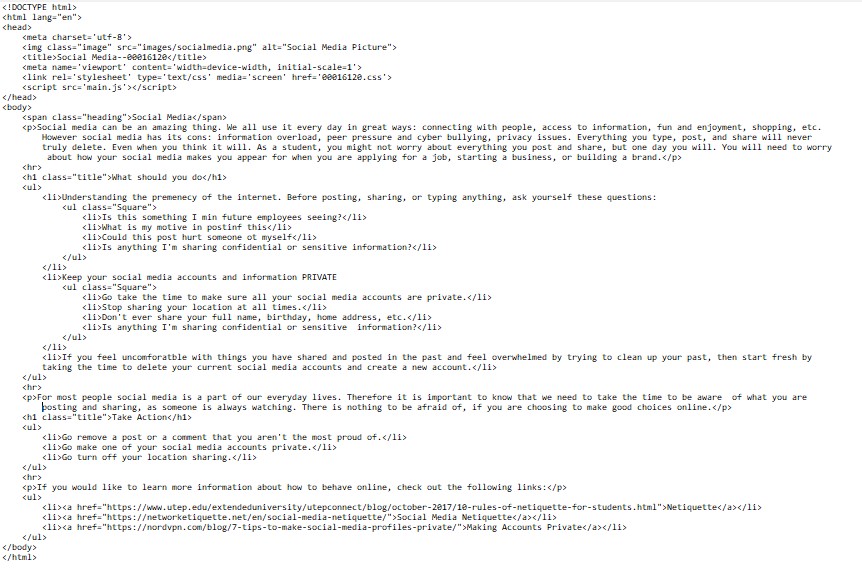 <!DOCTYPE html>
<html lang="en">
<head>
<meta charset='utf-8'>
<img class="image" src="images/socialmedia.png" alt="Social Media Picture">
<title>Social Media--00016120</title>
<meta name='viewport' content='width=device-width, initial-scale=1'>
<link rel='stylesheet' type='text/css' media='screen' href='00016120.css'>
<script src='main.js'></script>
</head>
<body>
<span class="heading">Social Media</span>
<p>Social media can be an amazing thing. We all use it every day in great ways: connecting with people, access to information, fun and enjoyment, shopping, etc.
However social media has its cons: information overload, peer pressure and cyber bullying, privacy issues. Everything you type, post, and share will never
truly delete. Even when you think it will. As a student, you might not worry about everything you post and share, but one day you will. You will need to worry
about how your social media makes you appear for when you are applying for a job, starting a business, or building a brand.</p>
<hr>
<h1 class="title">What should you do</h1>
<ul>
<li>Understanding the premenecy of the internet. Before posting, sharing, or typing anything, ask yourself these questions:
<ul class="Square">
<li>Is this something I min future employees seeing?</li>
<li>What is my motive in postinf this</li>
<li>Could this post hurt someone ot myself</li>
<li>Is anything I'm sharing confidential or sensitive information?</li>
</ul>
</li>
<li>Keep your social media accounts and information PRIVATE
<ul class="Square">
<li>Go take the time to make sure all your social media accounts are private.</li>
<li>Stop sharing your location at all times.</li>
<li>Don't ever share your full name, birthday, home address, etc.</li>
<li>Is anything I'm sharing confidential or sensitive  information?</li>
</ul>
</li>
<li>If you feel uncomforatble with things you have shared and posted in the past and feel overwhelmed by trying to clean up your past, then start fresh by
taking the time to delete your current social media accounts and create a new account.</li>
</ul>
<hr>
<p>For most people social media is a part of our everyday lives. Therefore it is important to know that we need to take the time to be aware  of what you are
posting and sharing, as someone is always watching. There is nothing to be afraid of, if you are choosing to make good choices online.</p>
<h1 class="title">Take Action</h1>
<ul>
<li>Go remove a post or a comment that you aren't the most proud of.</li>
<li>Go make one of your social media accounts private.</li>
<li>Go turn off your location sharing.</li>
</ul>
<hr>
<p>If you would like to learn more information about how to behave online, check out the following links:</p>
<ul>
<li><a href="https://www.utep.edu/extendeduniversity/utepconnect/blog/october-2017/10-rules-of-netiquette-for-students.html">Netiquette</a></li>
<li><a href="https://networketiquette.net/en/social-media-netiquette/">Social Media Netiquette</a></li>
<li><a href="https://nordvpn.com/blog/7-tips-to-make-social-media-profiles-private/">Making Accounts Private</a></li>
</ul>
</body>
</html>